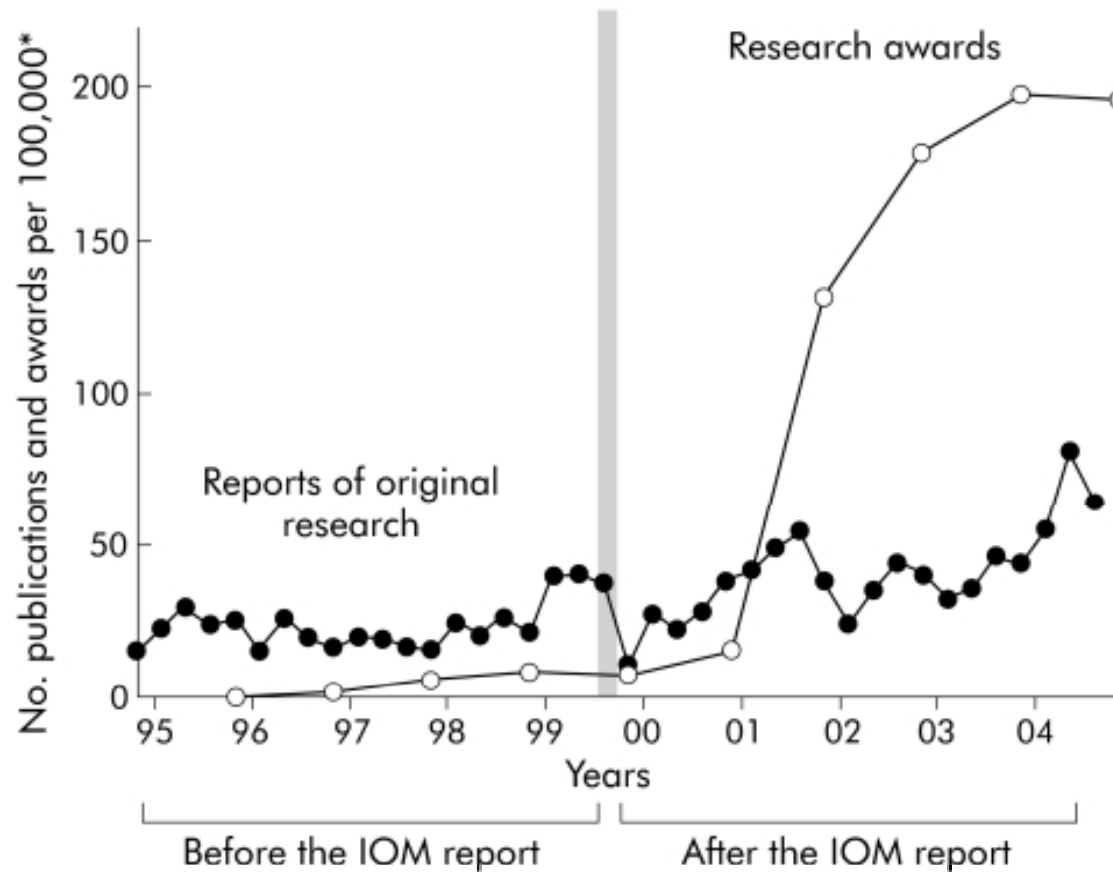 No. publications and awards per 100,000*
200
150
100
50
0
Research awards
Reports of original
research
95 96 97 98 99 00 01 02 03 04
Years
Before the IOM report After the IOM report